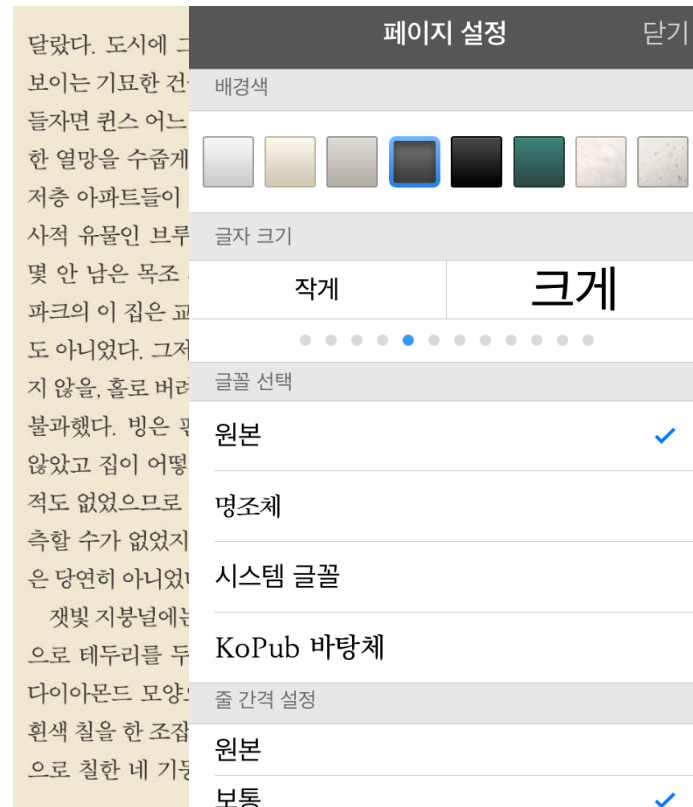 달랐다. 도시에
보이는 기묘한
들자면 퀸스 어느
한 열망을 수줍게
저층 아파트들이
사적 유물인 브루
몇 안 남은 목조
파크의 이 집은 교
도 아니었다. 그저
지 않을, 홀로 버려
불과했다. 빙은
않았고 집이 어떻
적도 없었으므로
측할 수가 없었지
은 당연히 아니었
잿빛 지붕널에는
으로 테두리를 두
다이아몬드 모양
흰색 칠을 한 조잡
으로 칠한 네 기둥
페이지 설정
닫기
배경색
글자 크기
작게
크게
글꼴 선택
원본
명조체
시스템 글꼴
KoPub 바탕체
줄 간격 설정
원본
보통